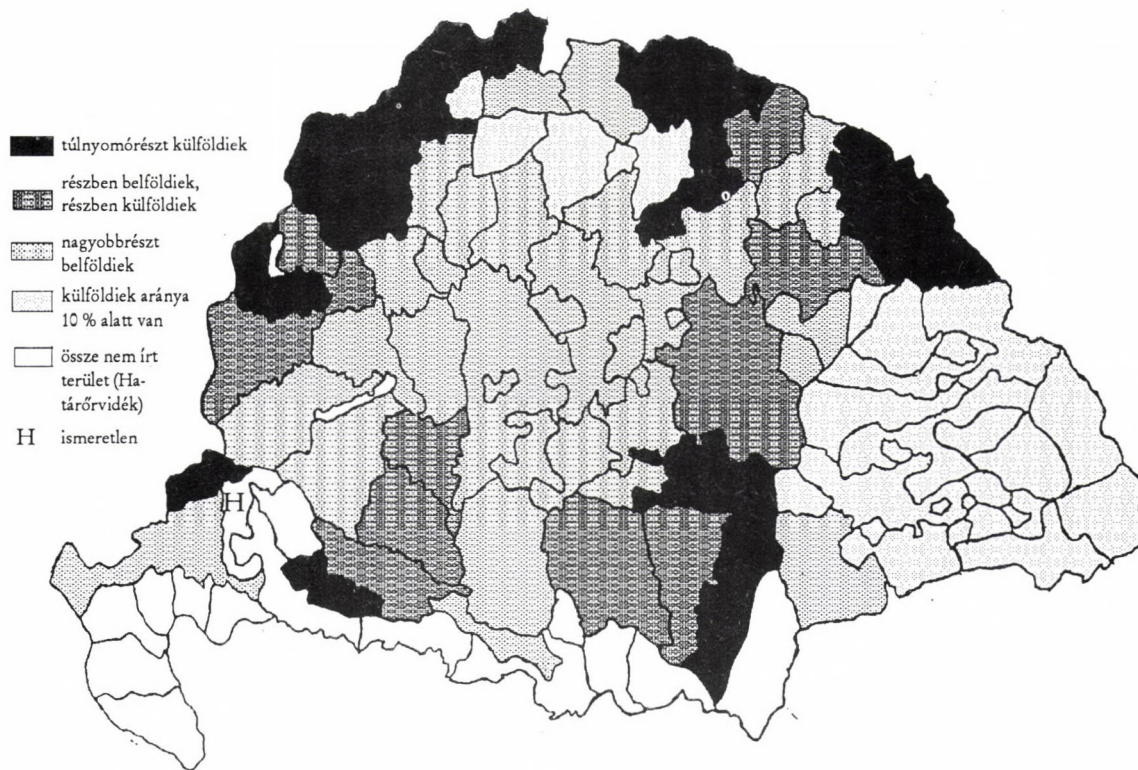 túlnyomórészt külföldiek
részben belföldiek,
részben külföldiek
nagyobbrészt
belföldiek
külföldiek aránya
10 % alatt van
össze nem írt
terület (Ha-
tárőrvidék)
H ismeretlen
H